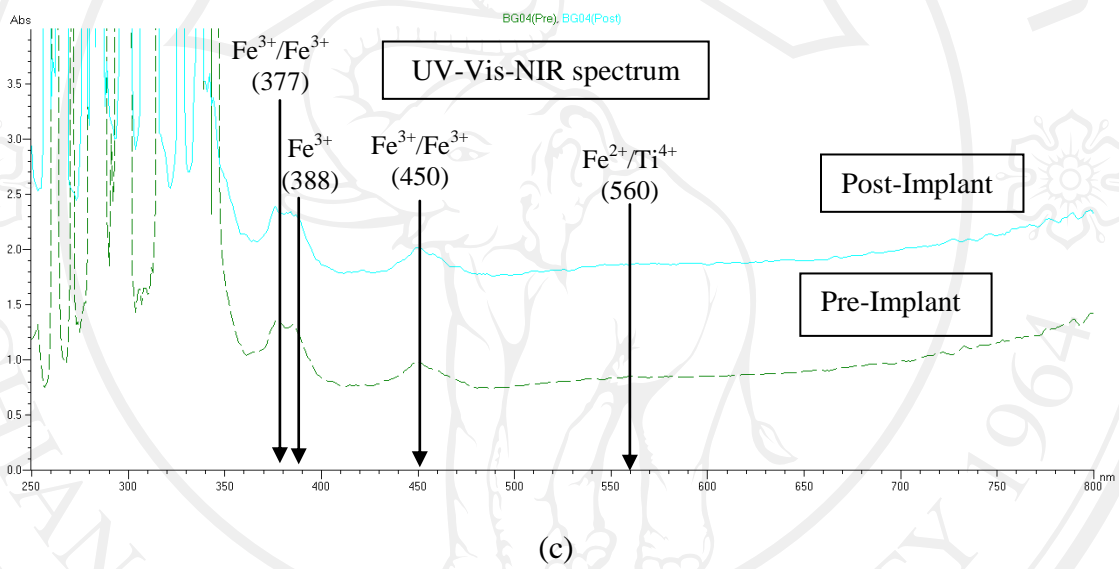 BG04(Pre), BG04(Post)
Abs
Fe³⁺/Fe³⁺
(377)
UV-Vis-NIR spectrum
Fe³⁺
(388)
Fe³⁺/Fe³⁺
(450)
Fe²⁺/Ti⁴⁺
(560)
Post-Implant
Pre-Implant
3.5
3.0
2.5
2.0
1.5
1.0
0.5
0.0
250 300 350 400 450 500 550 600 650 700 750 800 nm
(c)
1964